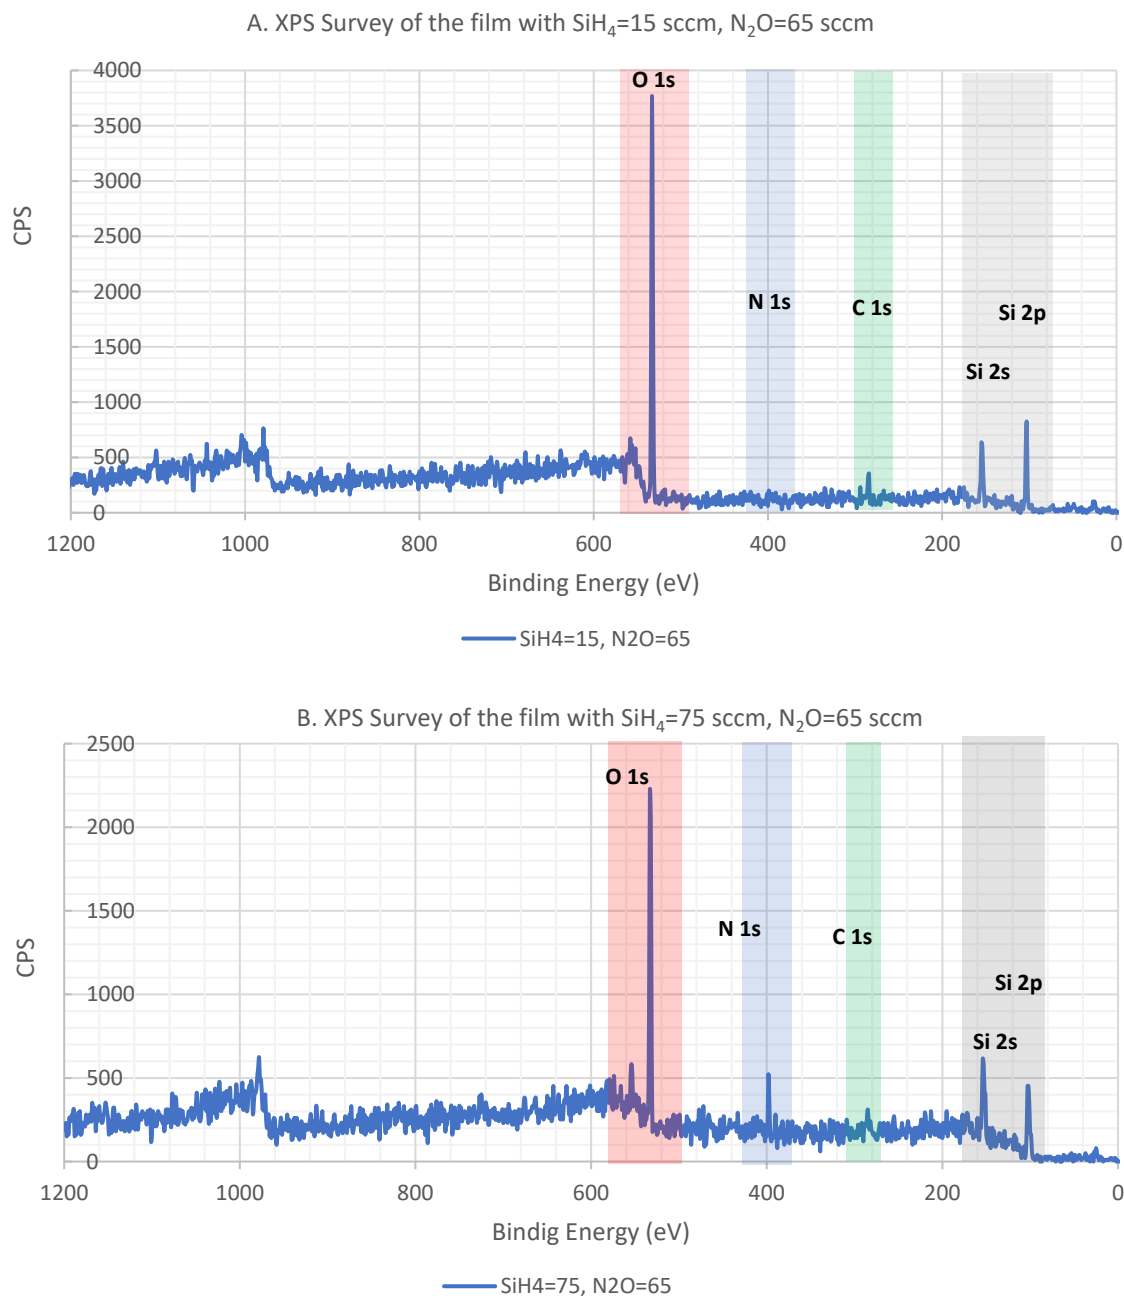 A. XPS Survey of the film with SiH₄=15 sccm, N₂O=65 sccm
4000
3500
3000
2500
2000
1500
1000
500
0
CPS
O 1s
N 1s
C 1s
Si 2p
Si 2s
1200 1000 800 600 400 200 0
Binding Energy (eV)
SiH4=15, N2O=65
B. XPS Survey of the film with SiH₄=75 sccm, N₂O=65 sccm
2500
2000
1500
1000
500
0
CPS
O 1s
N 1s
C 1s
Si 2p
Si 2s
1200 1000 800 600 400 200 0
Bindig Energy (eV)
SiH4=75, N2O=65